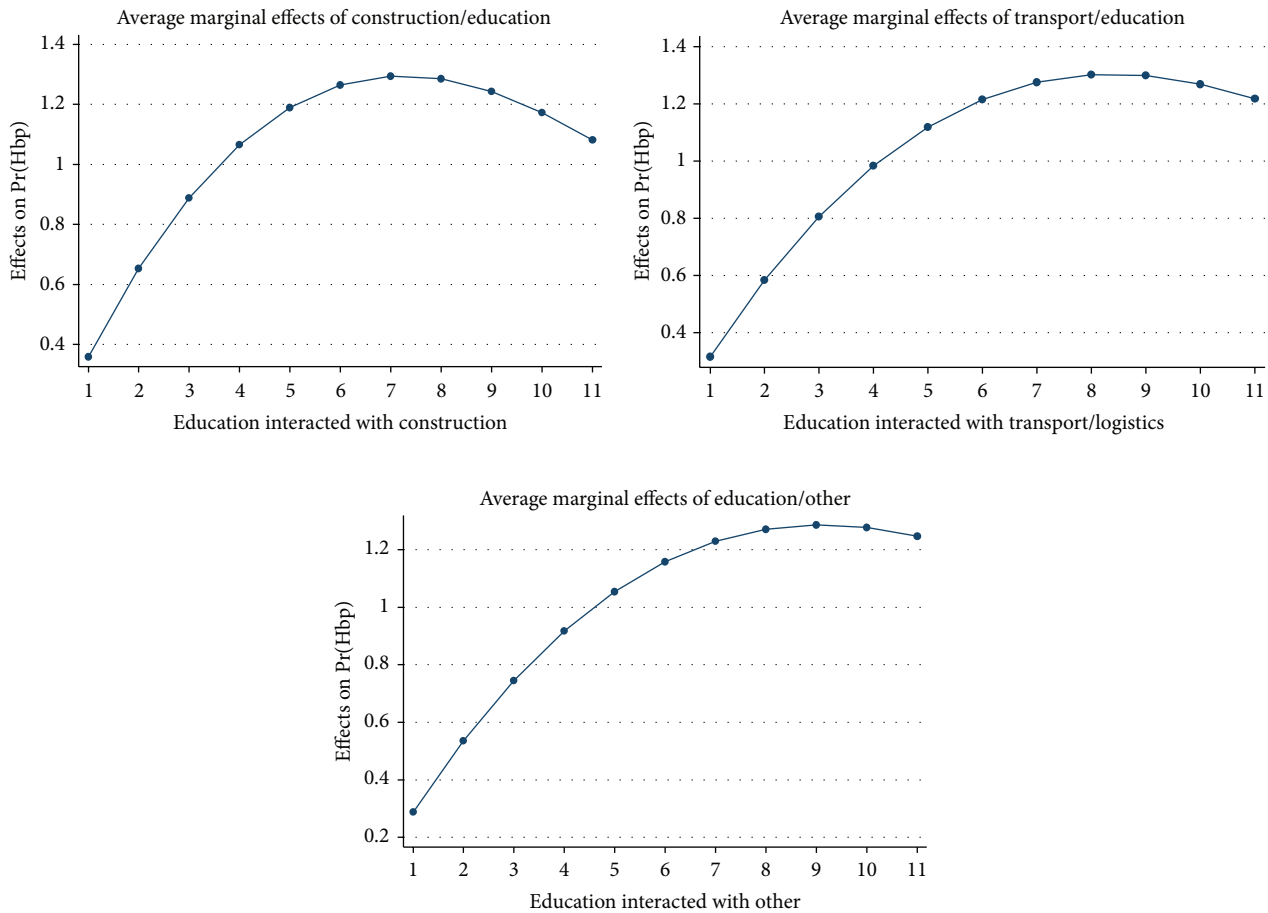 Average marginal effects of construction/education
1.4
1.2
1
0.8
0.6
0.4
Effects on Pr(Hbp)
1 2 3 4 5 6 7 8 9 10 11
Education interacted with construction
Average marginal effects of transport/education
1.4
1.2
1
0.8
0.6
0.4
Effects on Pr(Hbp)
1 2 3 4 5 6 7 8 9 10 11
Education interacted with transport/logistics
Average marginal effects of education/other
1.2
1
0.8
0.6
0.4
0.2
Effects on Pr(Hbp)
1 2 3 4 5 6 7 8 9 10 11
Education interacted with other